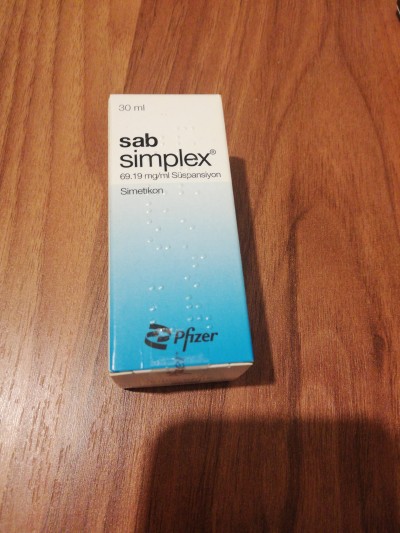 30 ml
sab
simplex®
69.19 mg/ml Süspansiyon
Simetikon
Pfizer